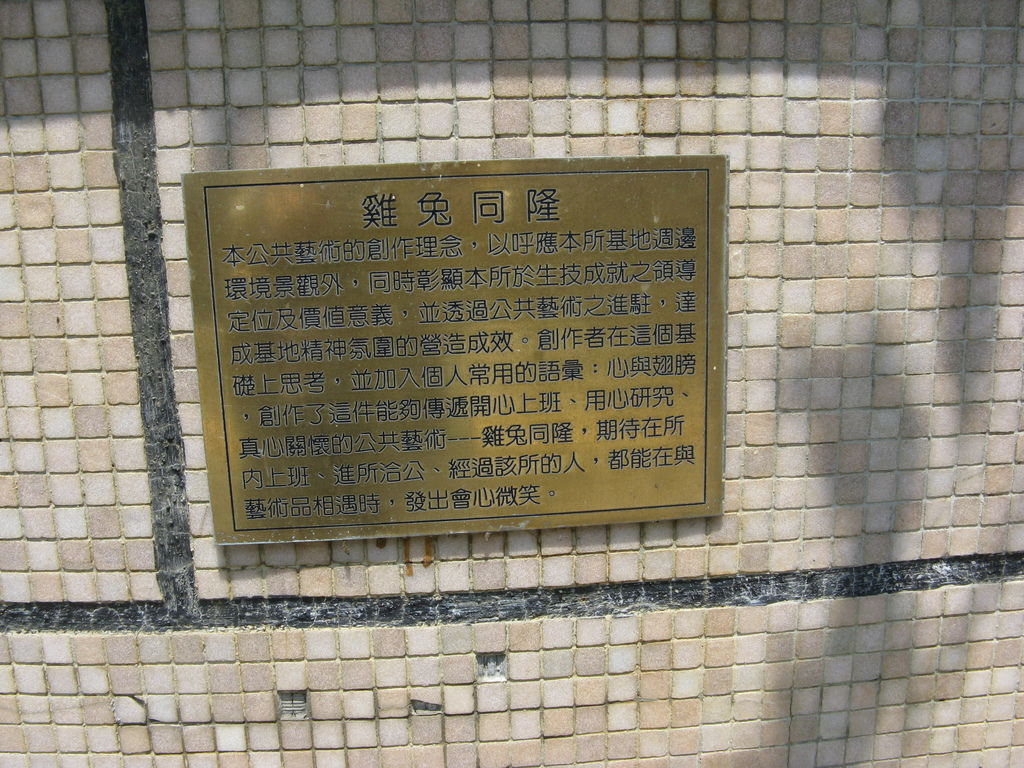 雞兔同隆
本公共藝術的創作理念，以呼應本所基地週邊
環境景觀外，同時彰顯本所於生技成就之領導
定位及價值意義，並透過公共藝術之進駐，達
成基地精神氛圍的營造成效。創作者在這個基
礎上思考，並加入個人常用的語彙：心與翅膀
，創作了這件能夠傳遞開心上班、用心研究、
真心關懷的公共藝術---雞兔同隆，期待在所
內上班、進所洽公、經過該所的人，都能在與
藝術品相遇時，發出會心微笑。